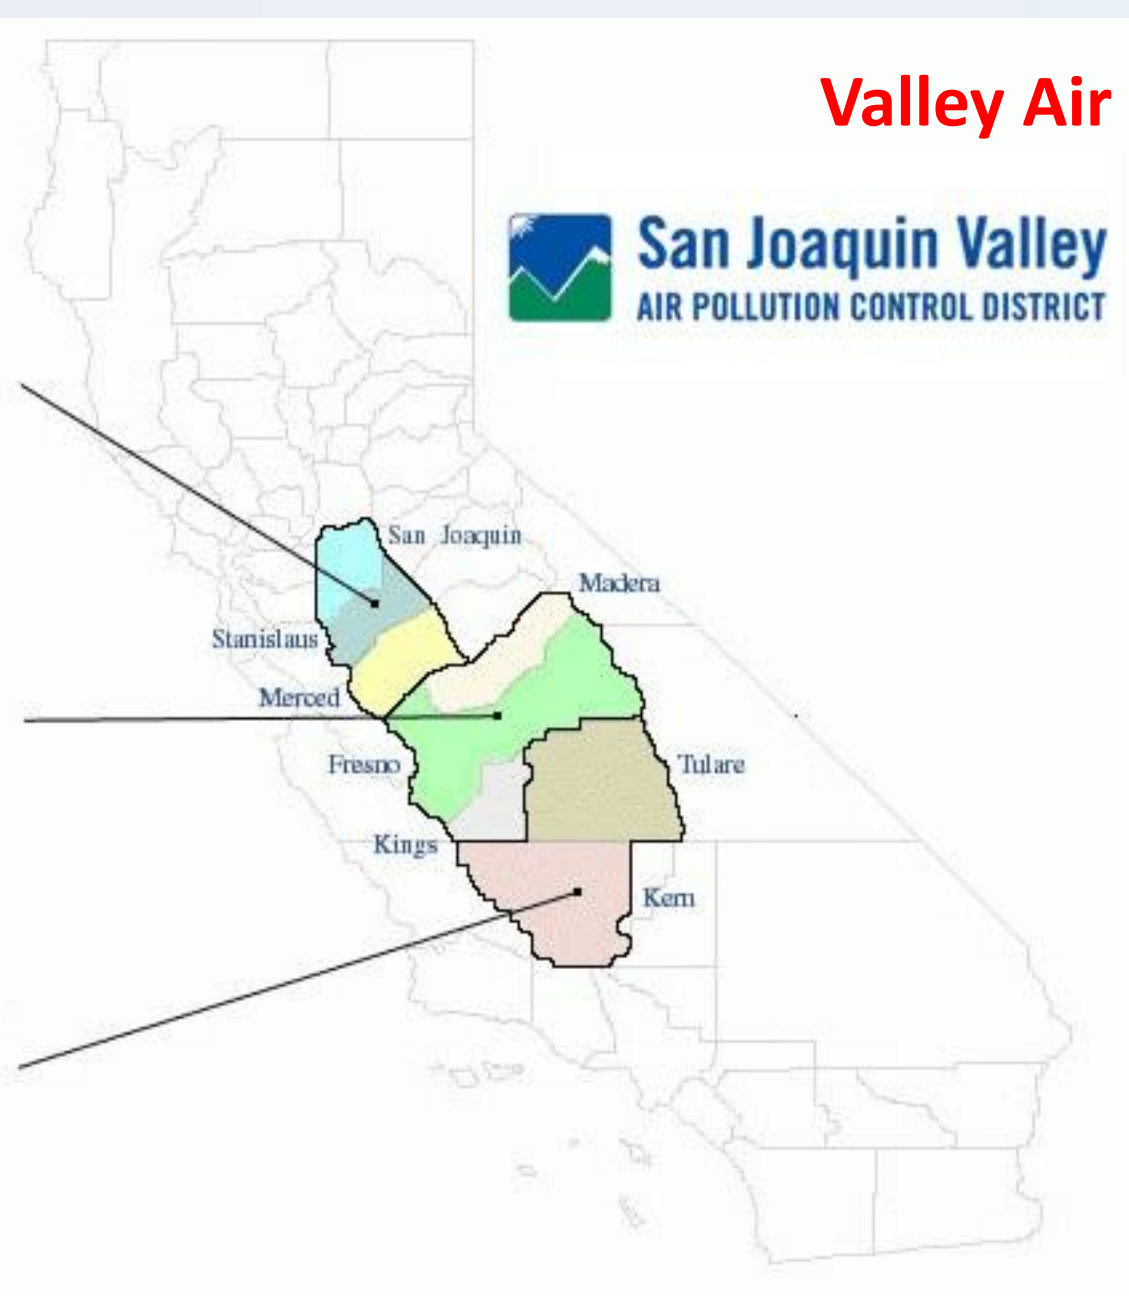 Valley Air
San Joaquin Valley
AIR POLLUTION CONTROL DISTRICT
San Joaquin
Madera
Stanislaus
Merced
Fresno
Tulare
Kings
Kern